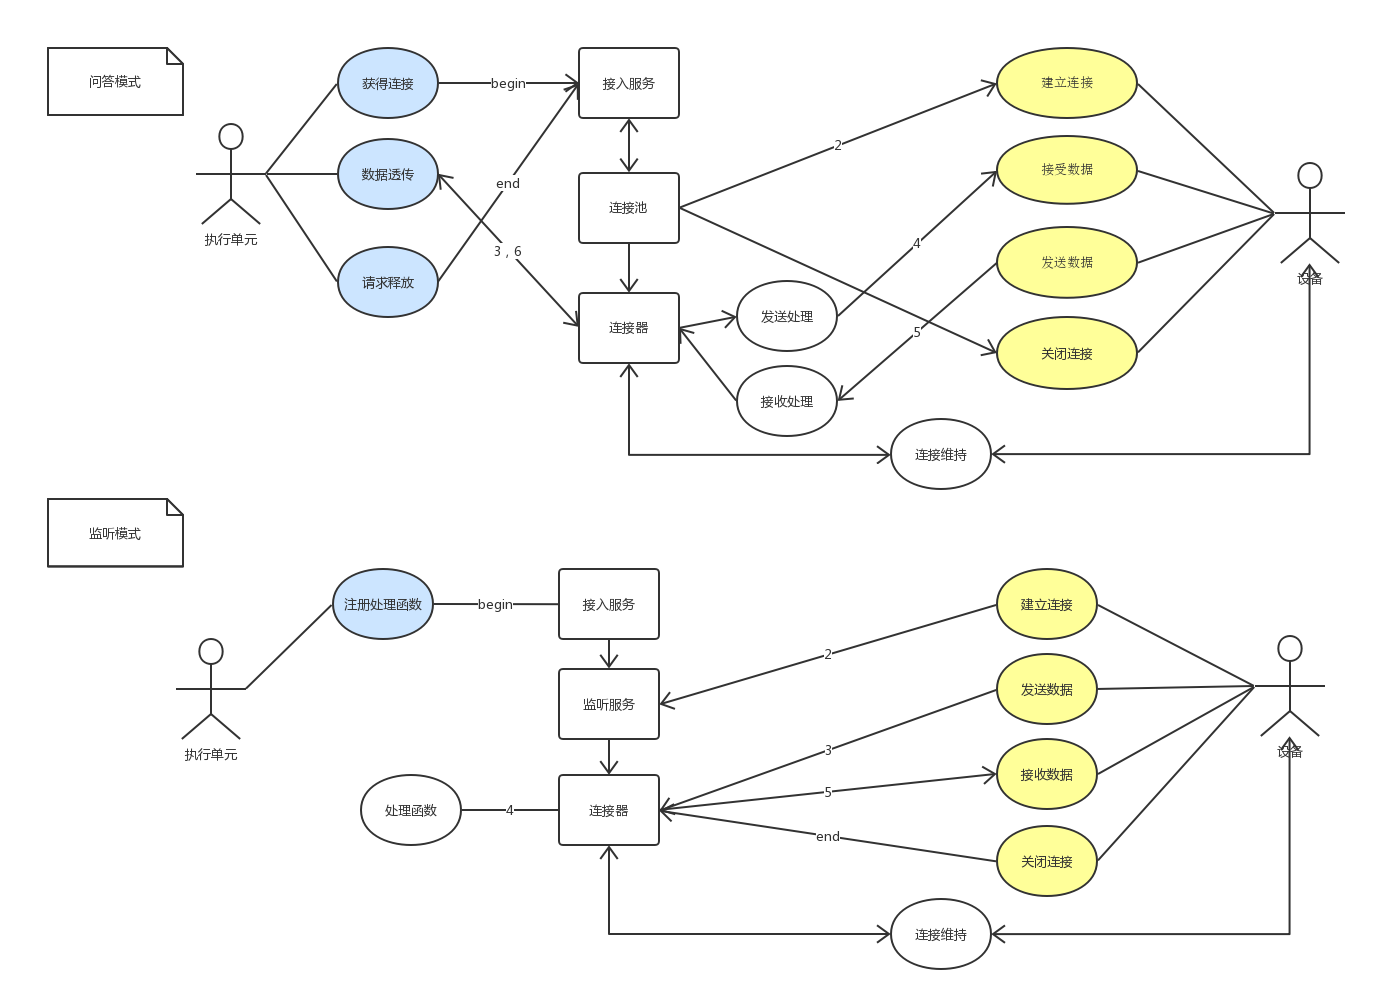 问答模式
获得连接
begin
接入服务
建立连接
2
数据透传
接受数据
end
执行单元
连接池
3，6
4
发送数据
设备
请求释放
连接器
发送处理
5
关闭连接
接收处理
连接维持
监听模式
注册处理函数
begin
接入服务
建立连接
2
执行单元
监听服务
发送数据
设备
3
处理函数
4
连接器
5
接收数据
end
关闭连接
连接维持